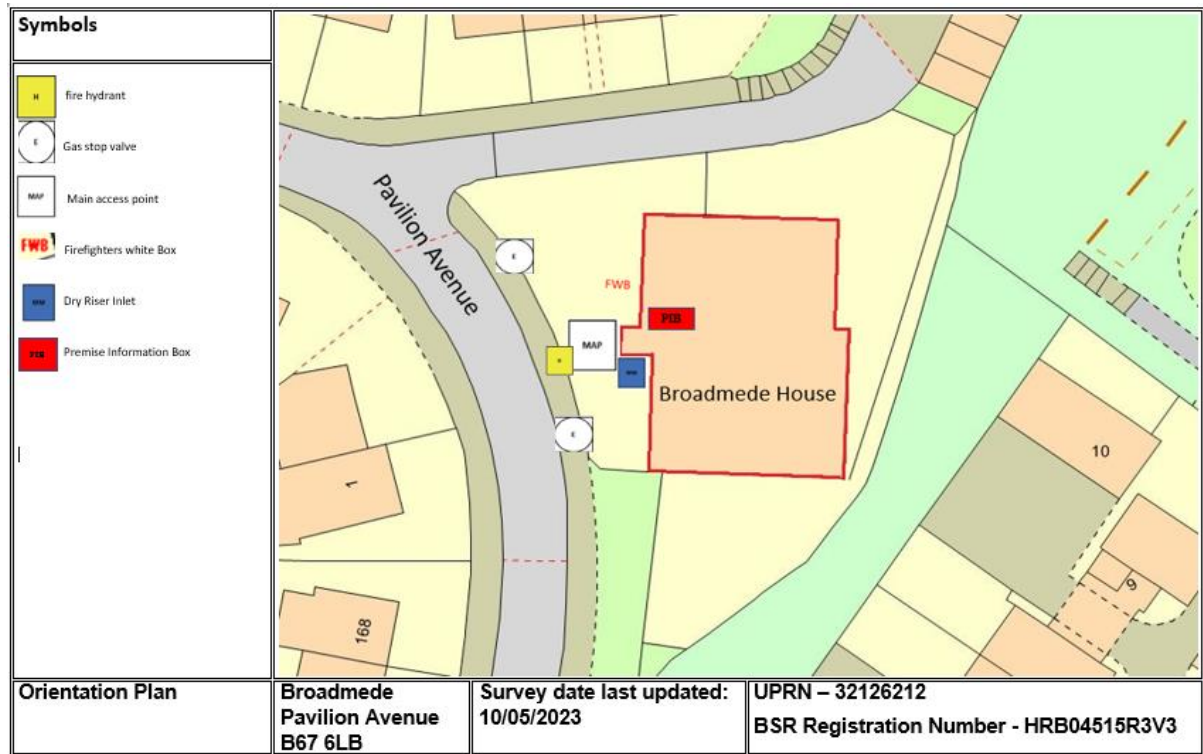 Symbols
H
fire hydrant
E
Gas stop valve
MAP
Main access point
FWB
Firefighters white Box
Dry Riser Inlet
PIB
Premise Information Box
Pavilion Avenue
E
FWB
PIB
MAP
H
Broadmede House
E
1
168
10
9
Orientation Plan
Broadmede
Pavilion Avenue
B67 6LB
Survey date last updated:
10/05/2023
UPRN – 32126212
BSR Registration Number - HRB04515R3V3